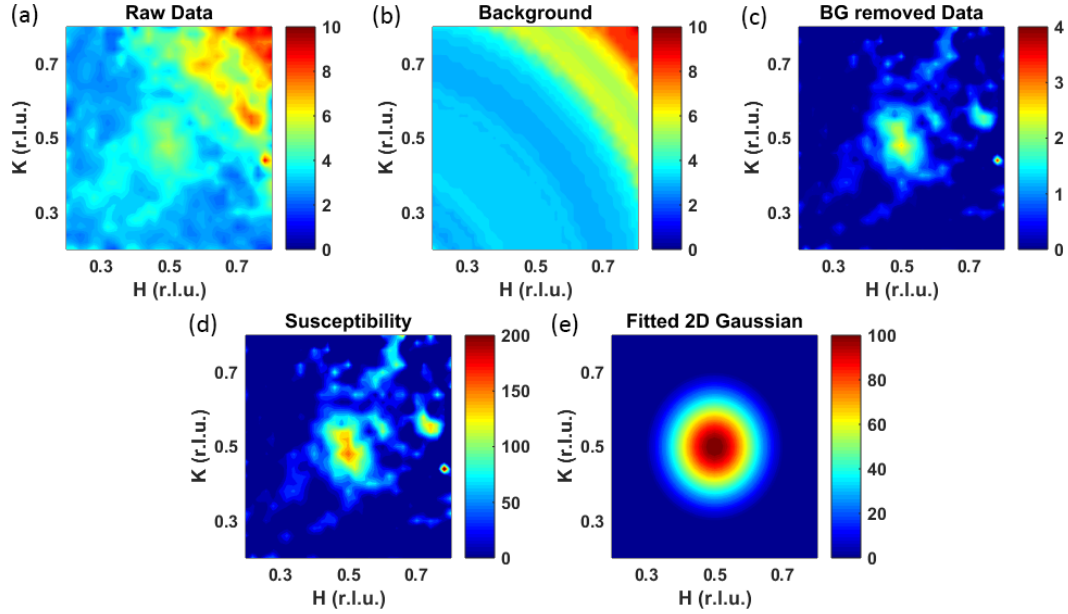 (a) Raw Data
10
8
6
4
2
0
0.7
0.5
0.3
K (r.l.u.)
0.3 0.5 0.7
H (r.l.u.)
(b) Background
10
8
6
4
2
0
0.7
0.5
0.3
K (r.l.u.)
0.3 0.5 0.7
H (r.l.u.)
(c) BG removed Data
4
3
2
1
0
0.7
0.5
0.3
K (r.l.u.)
0.3 0.5 0.7
H (r.l.u.)
(d) Susceptibility
200
150
100
50
0
0.7
0.5
0.3
K (r.l.u.)
0.3 0.5 0.7
H (r.l.u.)
(e) Fitted 2D Gaussian
100
80
60
40
20
0
0.7
0.5
0.3
K (r.l.u.)
0.3 0.5 0.7
H (r.l.u.)